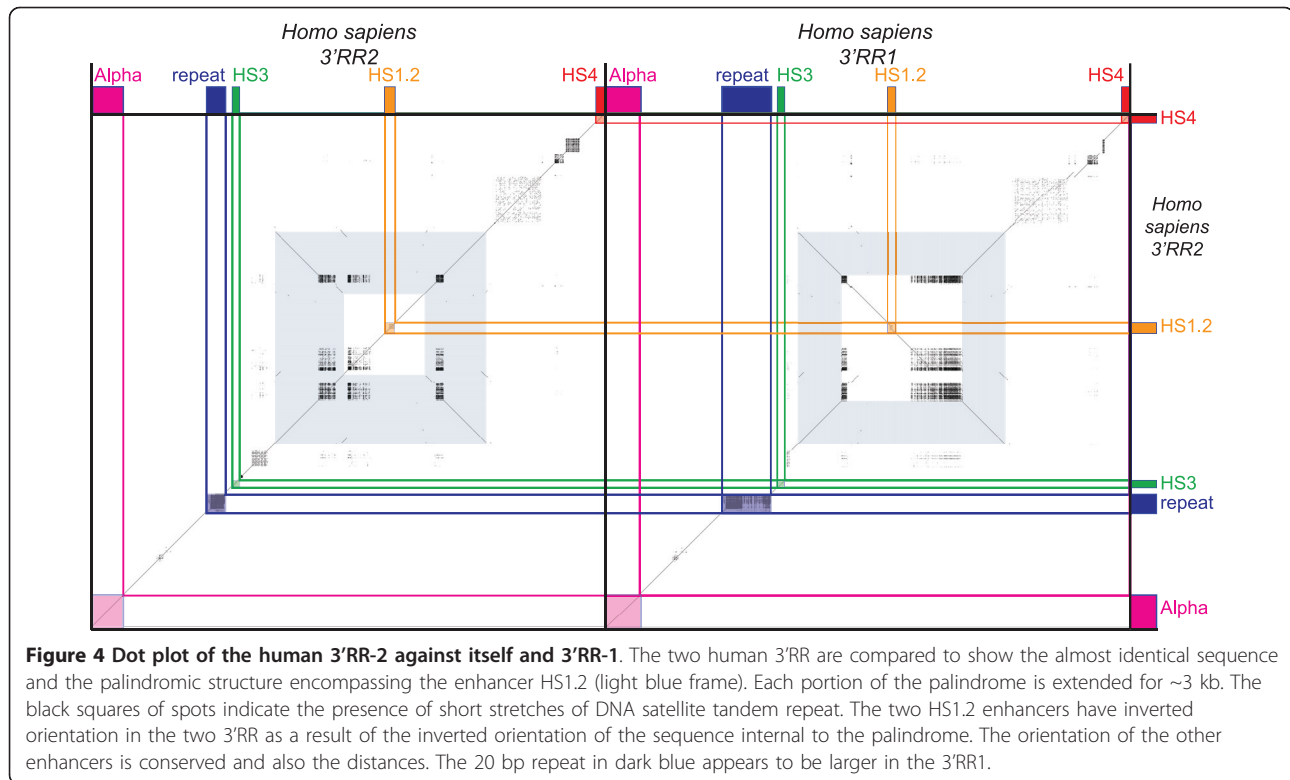 Homo sapiens
3'RR2
Homo sapiens
3'RR1
Alpha
repeat
HS3
HS1.2
HS4
Alpha
repeat
HS3
HS1.2
HS4
HS4
Homo
sapiens
3'RR2
HS1.2
HS3
repeat
Alpha
Figure 4 Dot plot of the human 3'RR-2 against itself and 3'RR-1. The two human 3'RR are compared to show the almost identical sequence
and the palindromic structure encompassing the enhancer HS1.2 (light blue frame). Each portion of the palindrome is extended for ~3 kb. The
black squares of spots indicate the presence of short stretches of DNA satellite tandem repeat. The two HS1.2 enhancers have inverted
orientation in the two 3'RR as a result of the inverted orientation of the sequence internal to the palindrome. The orientation of the other
enhancers is conserved and also the distances. The 20 bp repeat in dark blue appears to be larger in the 3'RR1.